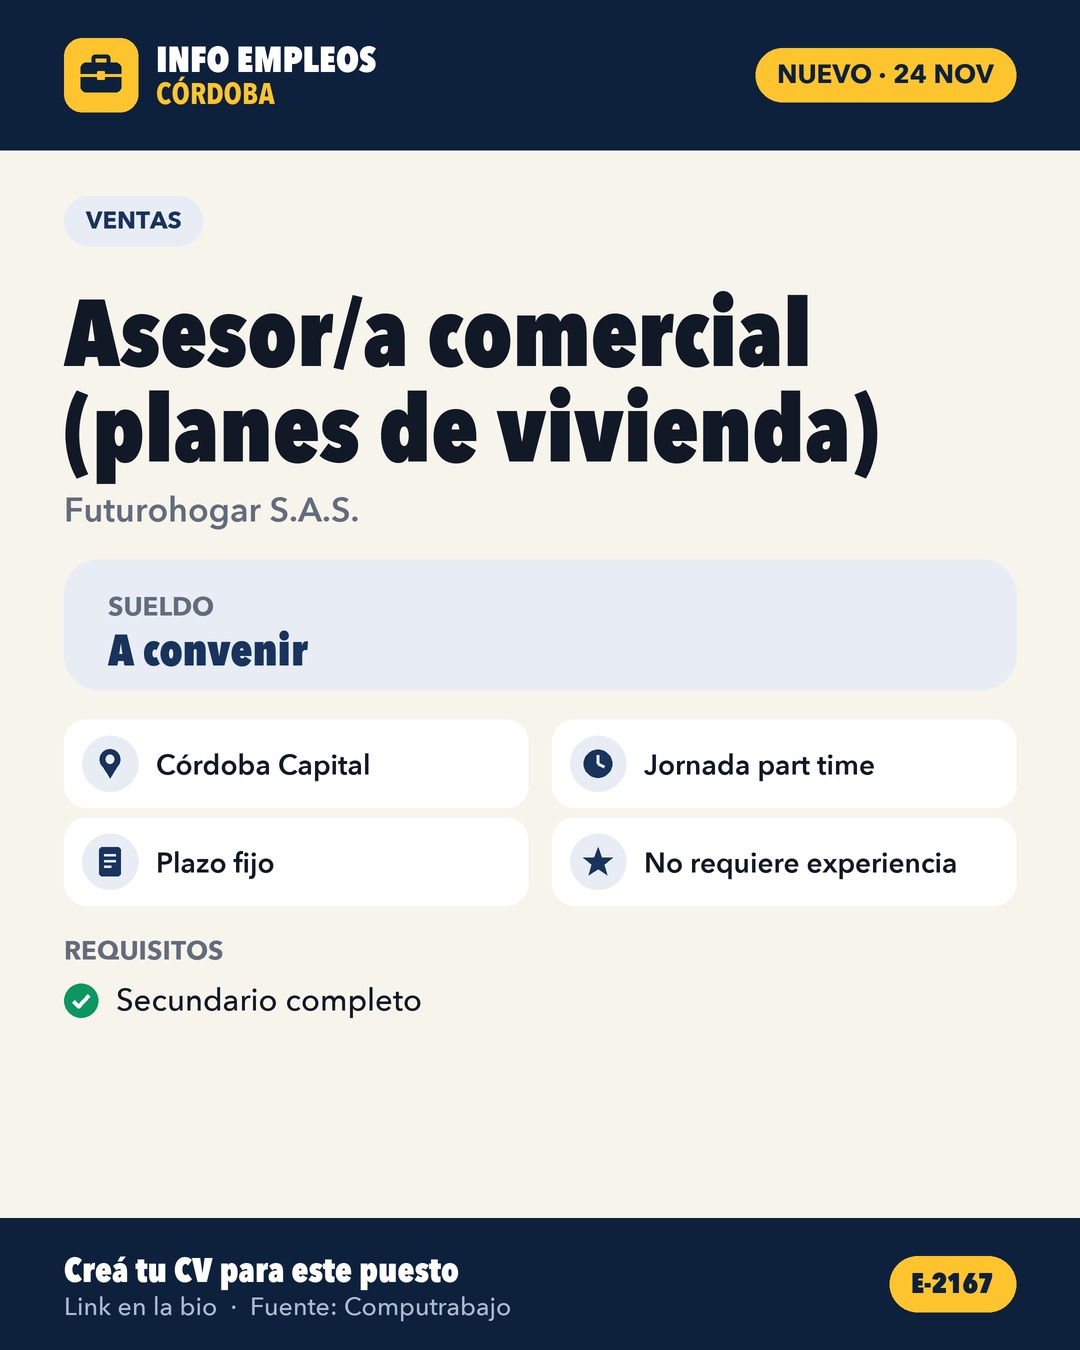 INFO EMPLEOS
CÓRDOBA
NUEVO · 24 NOV
VENTAS
Asesor/a comercial
(planes de vivienda)
Futurohogar S.A.S.
SUELDO
A convenir
Córdoba Capital
Jornada part time
Plazo fijo
No requiere experiencia
REQUISITOS
Secundario completo
Creá tu CV para este puesto
Link en la bio · Fuente: Computrabajo
E-2167